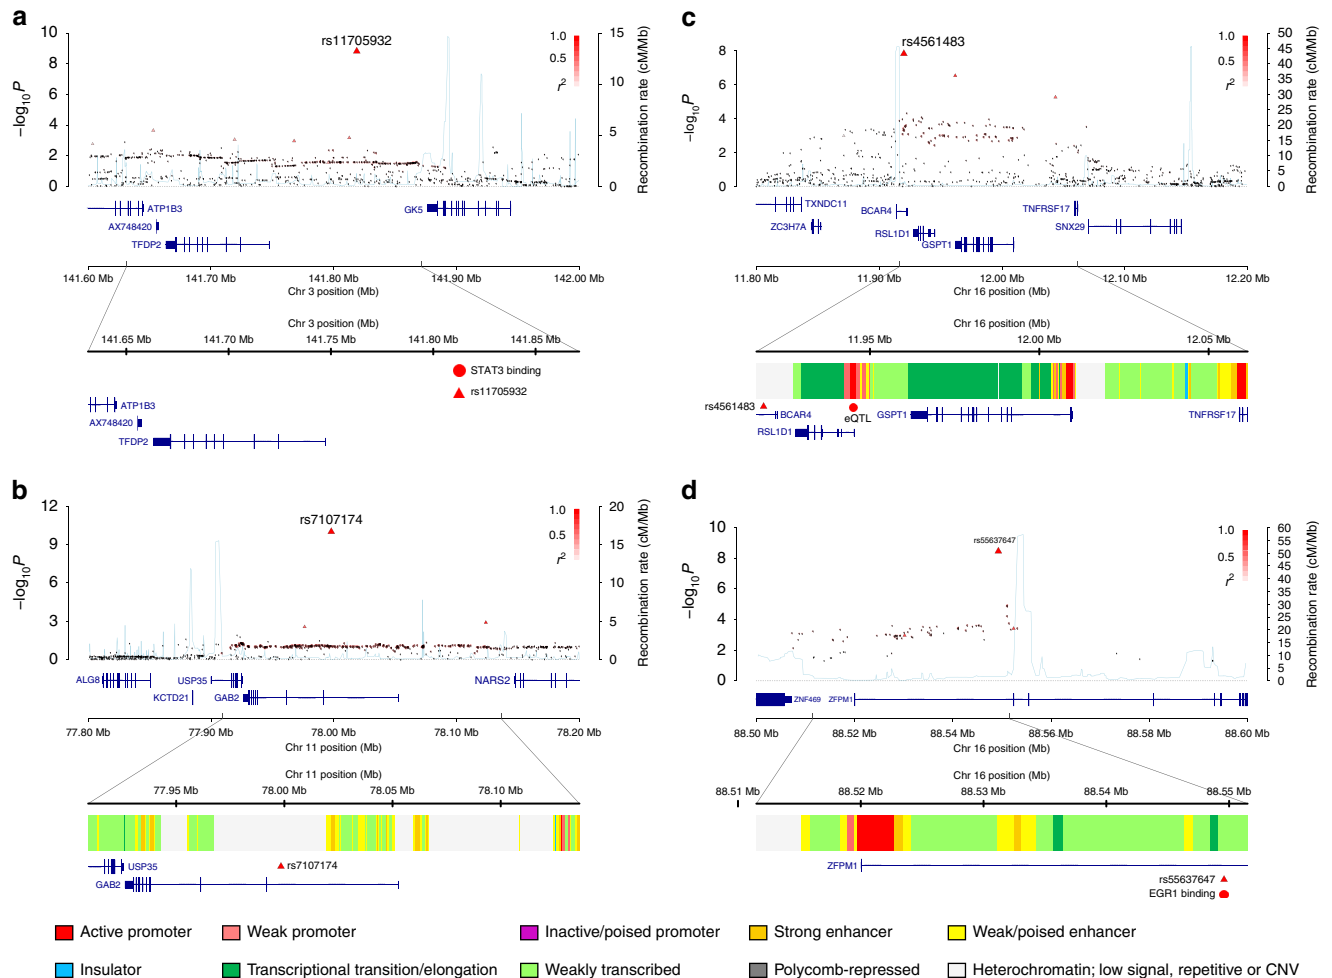 a
rs11705932
10
8
6
4
2
0
−log10P
1.0
0.5
r2
15
10
5
0
Recombination rate (cM/Mb)
ATP1B3
AX748420
TFDP2
GK5
141.60 Mb 141.70 Mb 141.80 Mb 141.90 Mb 142.00 Mb
Chr 3 position (Mb)
Chr 3 position (Mb)
141.65 Mb 141.70 Mb 141.75 Mb 141.80 Mb 141.85 Mb
STAT3 binding
rs11705932
ATP1B3
AX748420
TFDP2
b
rs7107174
12
9
6
3
0
−log10P
1.0
0.5
r2
20
15
10
5
0
Recombination rate (cM/Mb)
ALG8
USP35
NARS2
KCTD21
GAB2
77.80 Mb 77.90 Mb 78.00 Mb 78.10 Mb 78.20 Mb
Chr 11 position (Mb)
Chr 11 position (Mb)
77.95 Mb 78.00 Mb 78.05 Mb 78.10 Mb
USP35
rs7107174
GAB2
c
rs4561483
8
6
4
2
0
−log10P
1.0
0.5
r2
50
45
40
35
30
25
20
15
10
5
0
Recombination rate (cM/Mb)
TXNDC11
BCAR4
TNFRSF17
ZC3H7A
RSL1D1
SNX29
GSPT1
11.80 Mb 11.90 Mb 12.00 Mb 12.10 Mb 12.20 Mb
Chr 16 position (Mb)
Chr 16 position (Mb)
11.95 Mb 12.00 Mb 12.05 Mb
rs4561483
BCAR4
eQTL
GSPT1
TNFRSF17
RSL1D1
d
rs55637647
10
8
6
4
2
0
−log10P
1.0
0.5
r2
60
55
50
45
40
35
30
25
20
15
10
5
0
Recombination rate (cM/Mb)
ZNF469 ZFPM1
88.50 Mb 88.52 Mb 88.54 Mb 88.56 Mb 88.58 Mb 88.60 Mb
Chr 16 position (Mb)
Chr 16 position (Mb)
88.51 Mb 88.52 Mb 88.53 Mb 88.54 Mb 88.55 Mb
ZFPM1
rs55637647
EGR1 binding
Active promoter Weak promoter Inactive/poised promoter Strong enhancer Weak/poised enhancer
Insulator Transcriptional transition/elongation Weakly transcribed Polycomb-repressed Heterochromatin; low signal, repetitive or CNV